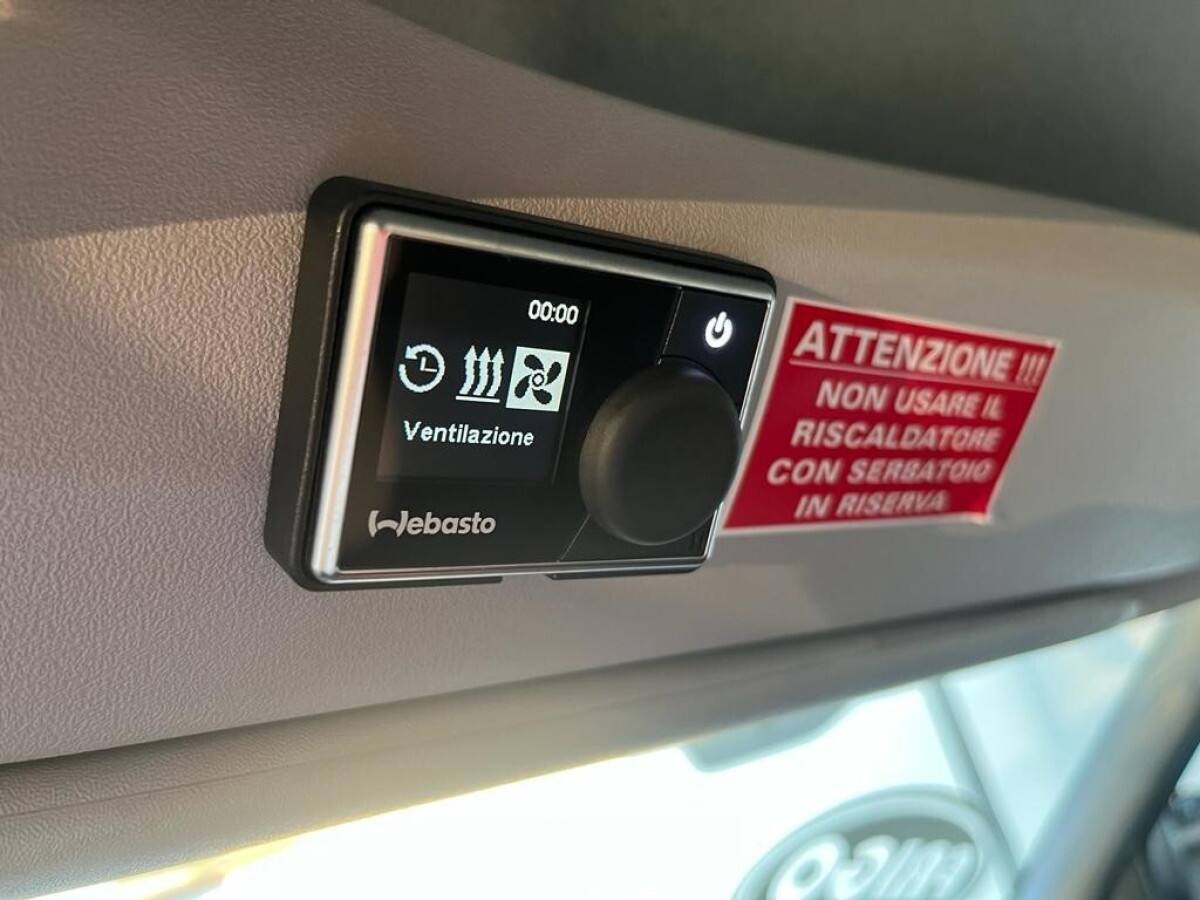 00:00
Ventilazione
Webasto
ATTENZIONE !!!
NON USARE IL
RISCALDATORE
CON SERBATOIO
IN RISERVA